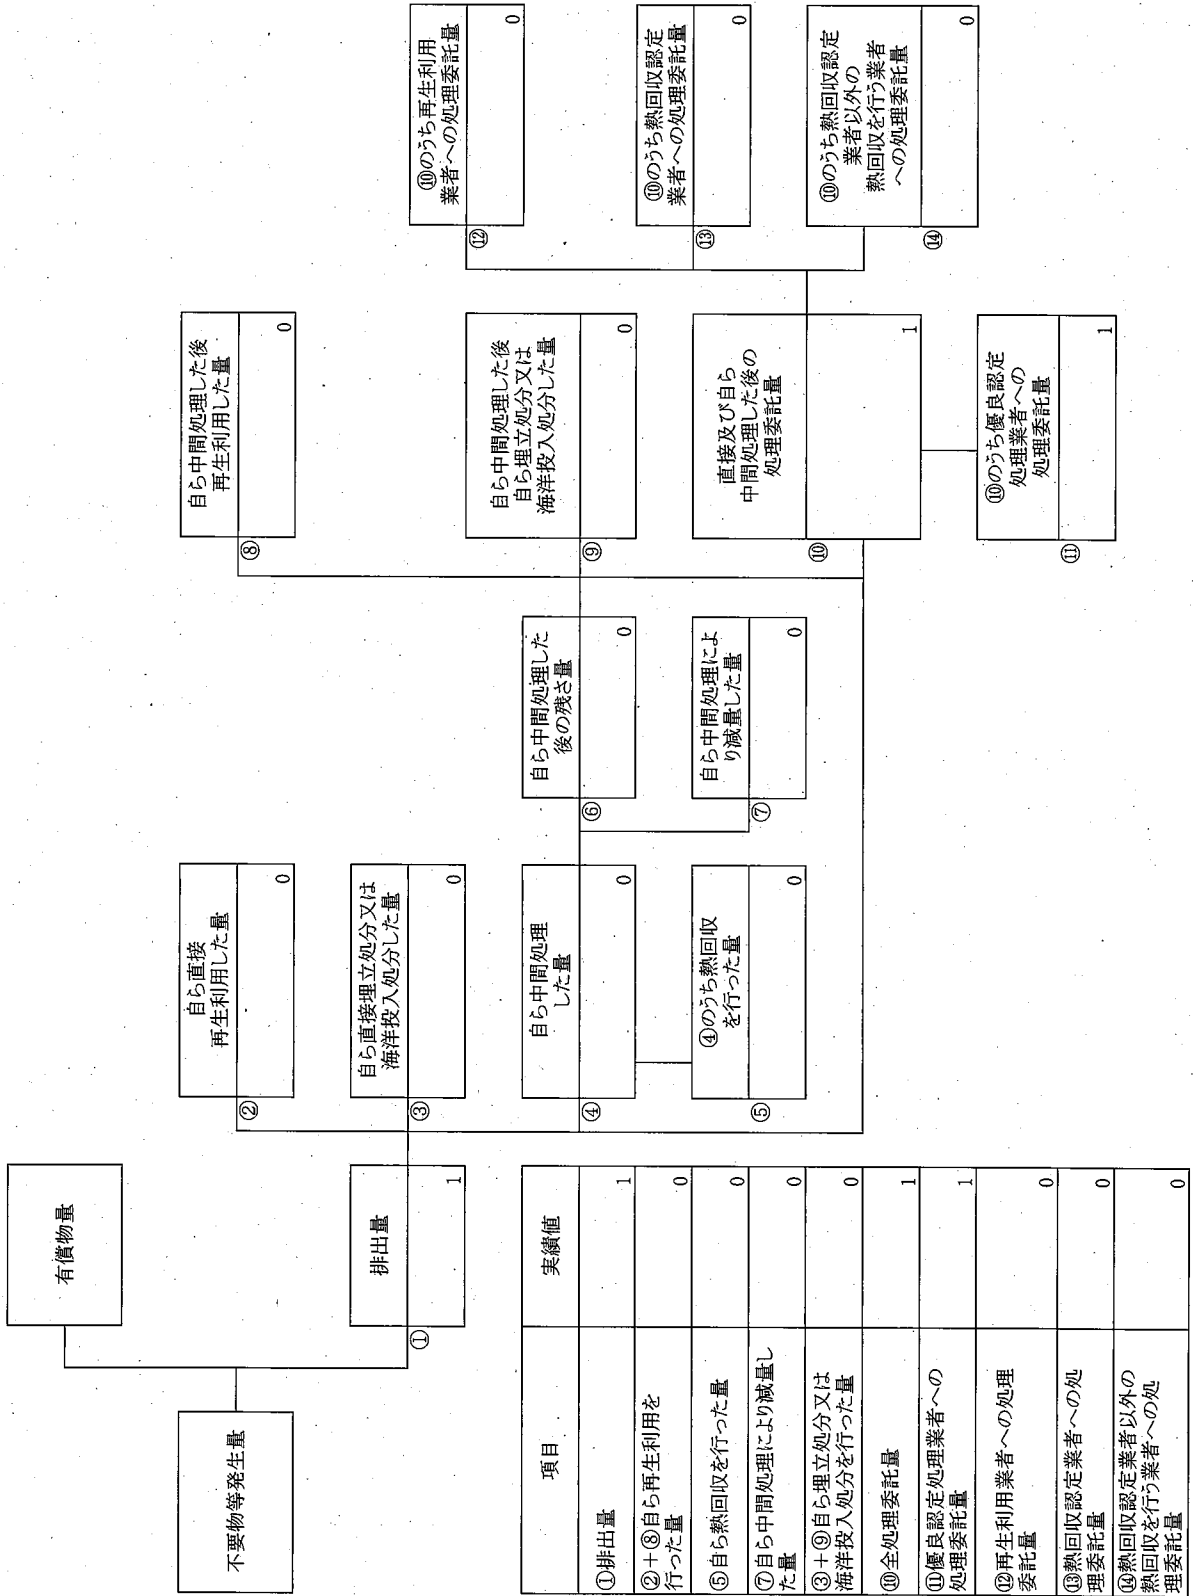 有償物量
不要物等発生量
①
排出量
1
②
自ら直接
再生利用した量
0
③
自ら直接埋立処分又は
海洋投入処分した量
0
④
自ら中間処理
した量
0
⑤
④のうち熱回収
を行った量
0
⑥
自ら中間処理した
後の残さ量
0
⑦
自ら中間処理によ
り減量した量
0
⑧
自ら中間処理した後
再生利用した量
0
⑨
自ら中間処理した後
自ら埋立処分又は
海洋投入処分した量
0
⑩
直接及び自ら
中間処理した後の
処理委託量
1
⑪
⑩のうち優良認定
処理業者への
処理委託量
1
⑫
⑩のうち再生利用
業者への処理委託量
0
⑬
⑩のうち熱回収認定
業者への処理委託量
0
⑭
⑩のうち熱回収認定
業者以外の
熱回収を行う業者
への処理委託量
0
項目
実績値
①排出量
1
②+⑧自ら再生利用を
行った量
0
⑤自ら熱回収を行った量
0
⑦自ら中間処理により減量し
た量
0
③+⑨自ら埋立処分又は
海洋投入処分を行った量
0
⑩全処理委託量
1
⑪優良認定処理業者への
処理委託量
1
⑫再生利用業者への処理
委託量
0
⑬熱回収認定業者への処
理委託量
0
⑭熱回収認定業者以外の
熱回収を行う業者への処
理委託量
0